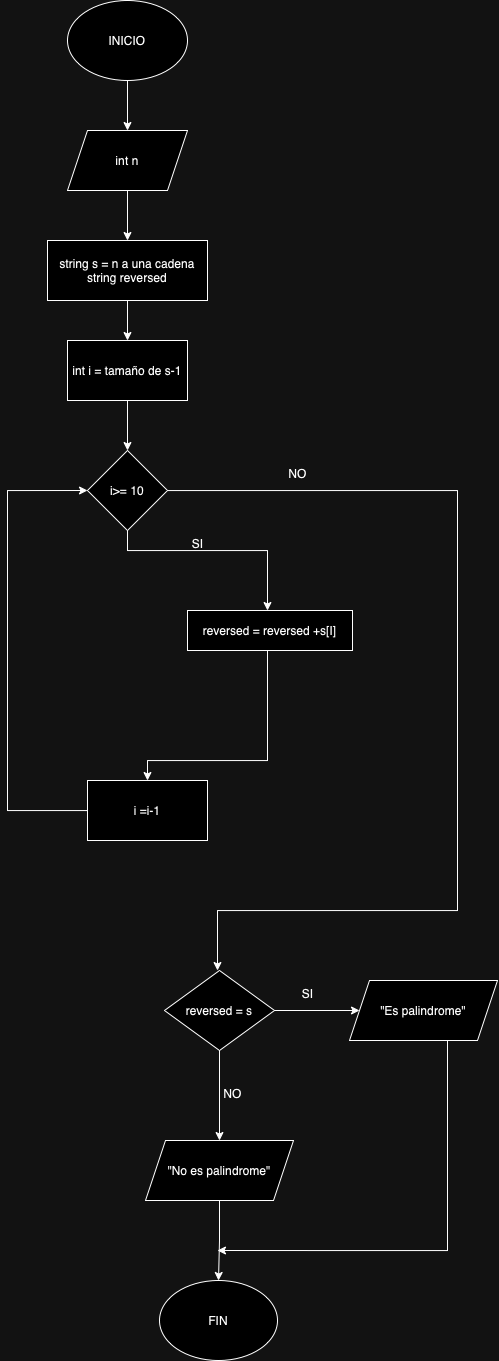 INICIO
int n
string s = n a una cadena
string reversed
int i = tamaño de s-1
i>= 10
NO
SI
reversed = reversed +s[I]
i =i-1
reversed = s
SI
"Es palindrome"
NO
"No es palindrome"
FIN